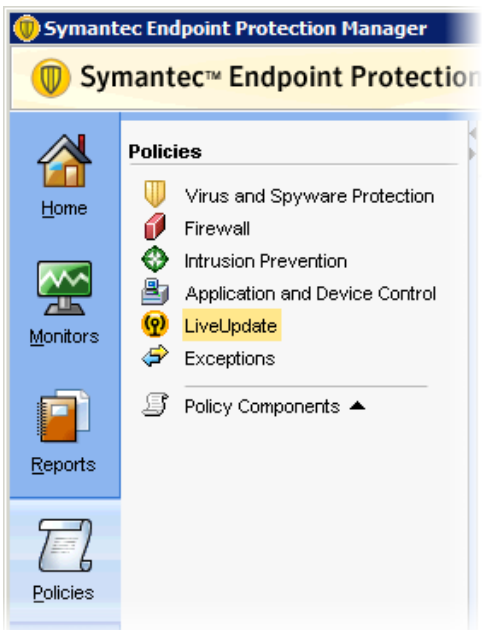 Symantec Endpoint Protection Manager
Symantec™ Endpoint Protection
Home
Monitors
Reports
Policies
Policies
Virus and Spyware Protection
Firewall
Intrusion Prevention
Application and Device Control
LiveUpdate
Exceptions
Policy Components